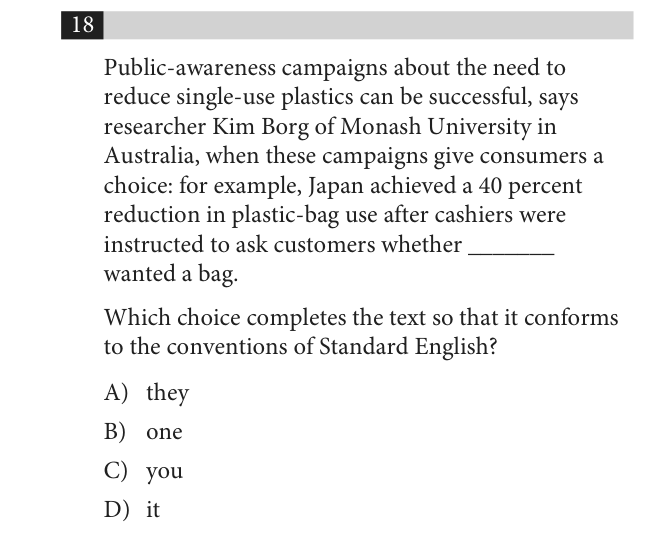 18
Public-awareness campaigns about the need to
reduce single-use plastics can be successful, says
researcher Kim Borg of Monash University in
Australia, when these campaigns give consumers a
choice: for example, Japan achieved a 40 percent
reduction in plastic-bag use after cashiers were
instructed to ask customers whether _______
wanted a bag.
Which choice completes the text so that it conforms
to the conventions of Standard English?
A) they
B) one
C) you
D) it